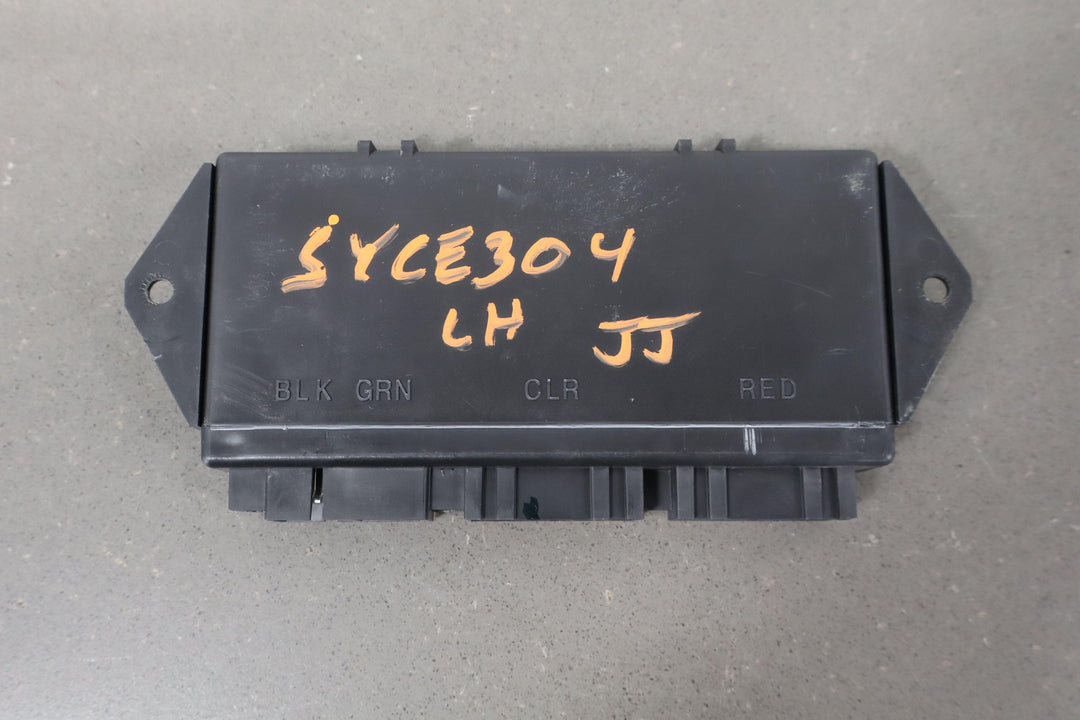 SYCE304
LH JJ
BLK GRN CLR RED